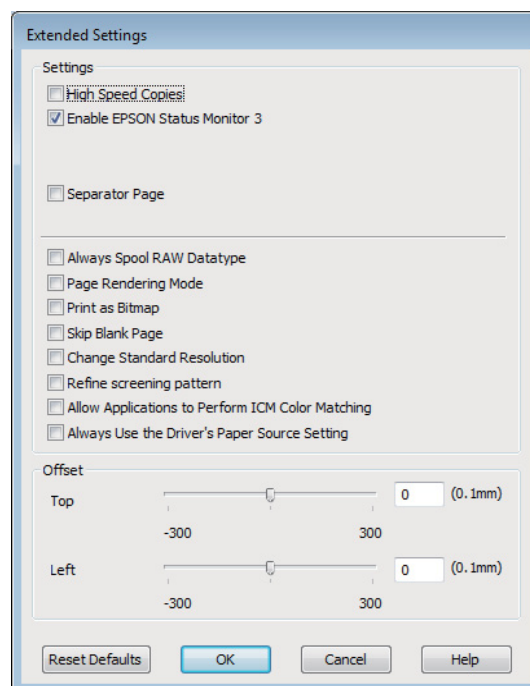 Extended Settings
Settings
High Speed Copies
Enable EPSON Status Monitor 3
Separator Page
Always Spool RAW Datatype
Page Rendering Mode
Print as Bitmap
Skip Blank Page
Change Standard Resolution
Refine screening pattern
Allow Applications to Perform ICM Color Matching
Always Use the Driver's Paper Source Setting
Offset
Top 0 (0.1mm)
-300 300
Left 0 (0.1mm)
-300 300
Reset Defaults OK Cancel Help